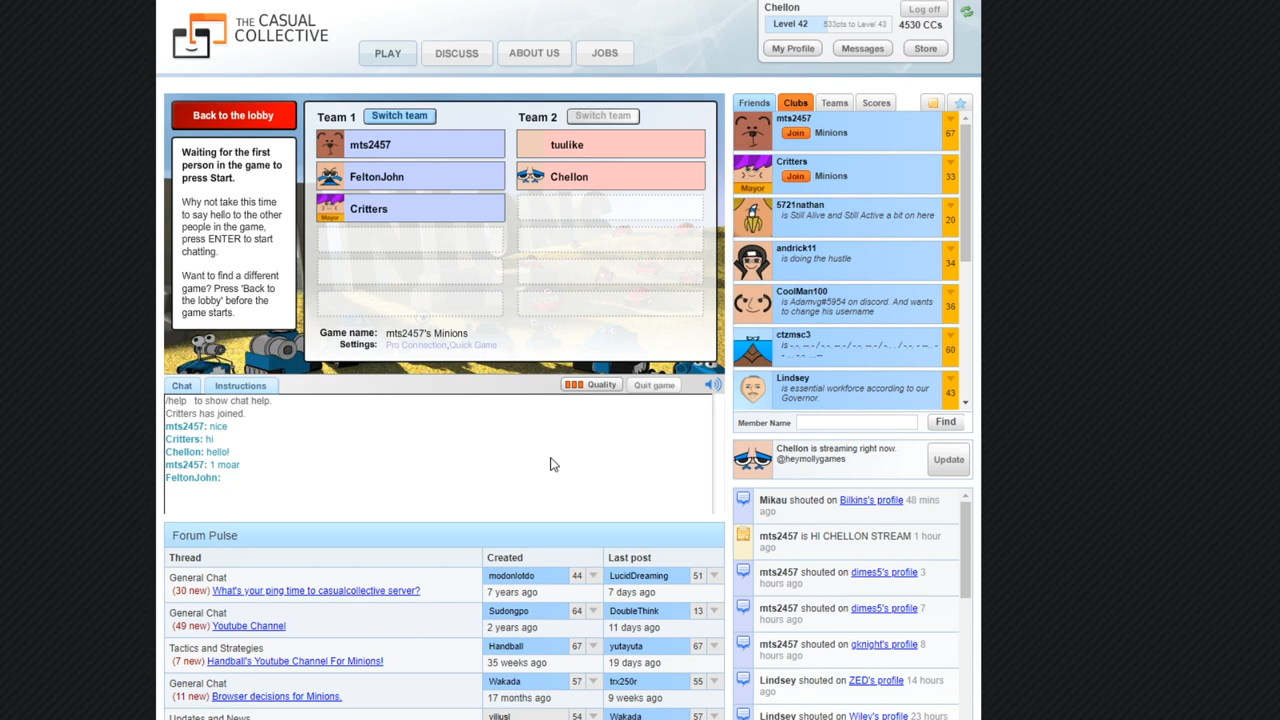 THE CASUAL
COLLECTIVE
PLAY
DISCUSS
ABOUT US
JOBS
Chellon
Log off
Level 42
533pts to Level 43
4530 CCs
My Profile
Messages
Store
Back to the lobby
Waiting for the first
person in the game to
press Start.
Why not take this time
to say hello to the other
people in the game,
press ENTER to start
chatting.
Want to find a different
game? Press 'Back to
the lobby' before the
game starts.
Team 1
Switch team
mts2457
FeltonJohn
Mayor
Critters
Team 2
Switch team
tuulike
Chellon
Game name: mts2457's Minions
Settings: Pro Connection,Quick Game
Chat
Instructions
Quality
Quit game
/help to show chat help.
Critters has joined.
mts2457: nice
Critters: hi
Chellon: hello!
mts2457: 1 moar
FeltonJohn:
Friends
Clubs
Teams
Scores
mts2457
Join Minions
67
Critters
Join Minions
Mayor
33
5721nathan
is Still Alive and Still Active a bit on here
20
andrick11
is doing the hustle
34
CoolMan100
is Adamvg#5954 on discord. And wants
to change his username
36
ctzmsc3
60
Lindsey
is essential workforce according to our
Governor.
43
Member Name
Find
Chellon is streaming right now.
@heymollygames
Update
Mikau shouted on Bilkins's profile 48 mins
ago
mts2457 is HI CHELLON STREAM 1 hour
ago
mts2457 shouted on dimes5's profile 3
hours ago
mts2457 shouted on dimes5's profile 7
hours ago
mts2457 shouted on gknight's profile 8
hours ago
Lindsey shouted on ZED's profile 14 hours
ago
Lindsey shouted on Wiley's profile 23 hours
Forum Pulse
Thread Created Last post
General Chat
(30 new) What's your ping time to casualcollective server?
modonlotdo 44
7 years ago
LucidDreaming 51
7 days ago
General Chat
(49 new) Youtube Channel
Sudongpo 64
2 years ago
DoubleThink 13
11 days ago
Tactics and Strategies
(7 new) Handball's Youtube Channel For Minions!
Handball 67
35 weeks ago
yutayuta 67
19 days ago
General Chat
(11 new) Browser decisions for Minions.
Wakada 57
17 months ago
trx250r 55
9 weeks ago
Updates and News
54
Wakada 57